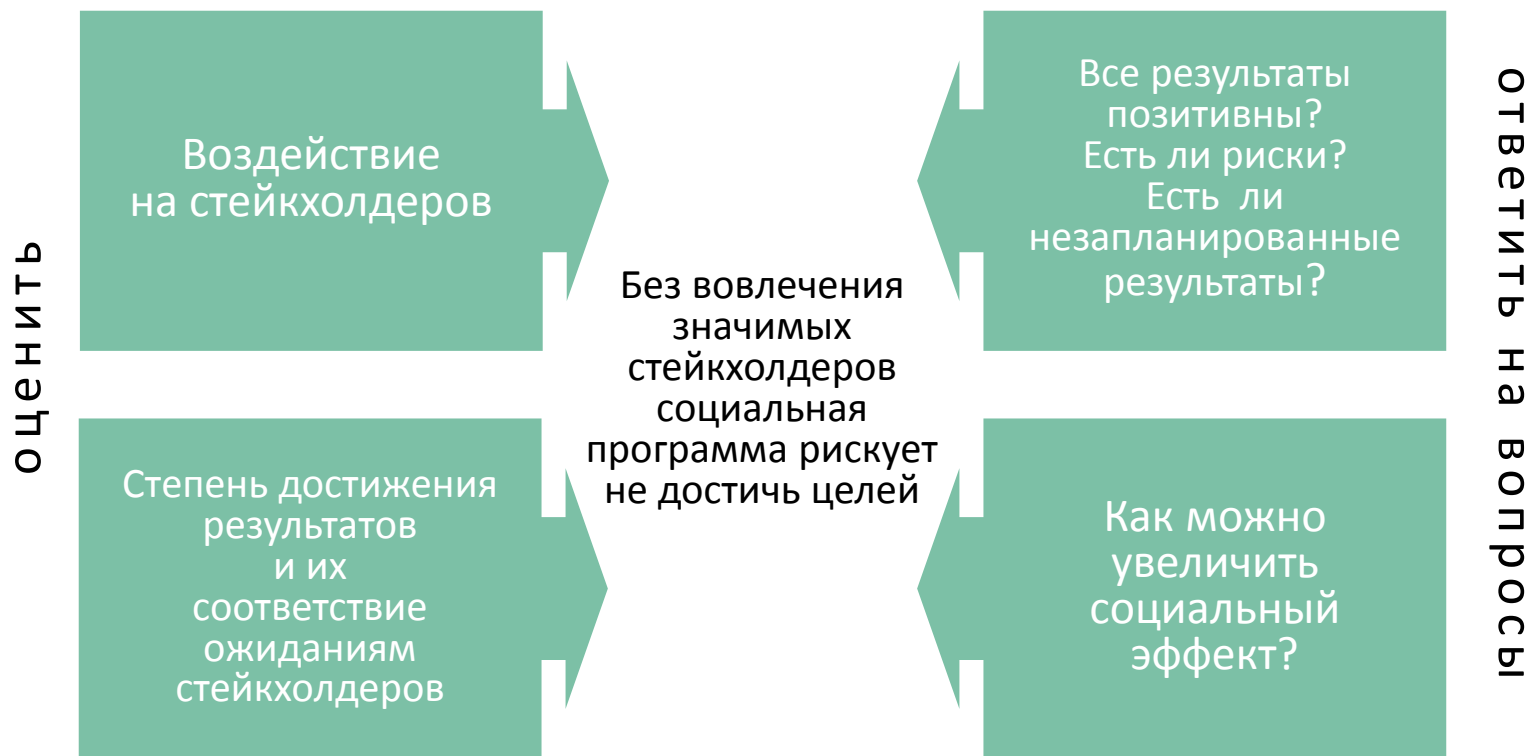 оценить
Воздействие
на стейкхолдеров
Степень достижения
результатов
и их
соответствие
ожиданиям
стейкхолдеров
Без вовлечения
значимых
стейкхолдеров
социальная
программа рискует
не достичь целей
Все результаты
позитивны?
Есть ли риски?
Есть  ли
незапланированные
результаты?
Как можно
увеличить
социальный
эффект?
ответить на вопросы